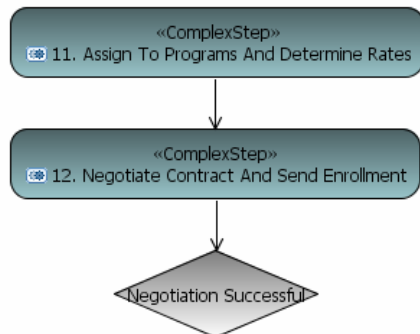 «ComplexStep»
11. Assign To Programs And Determine Rates
«ComplexStep»
12. Negotiate Contract And Send Enrollment
Negotiation Successful